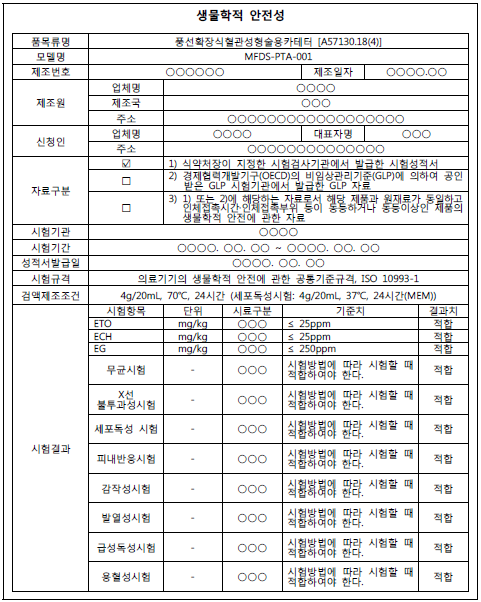 생물학적 안전성
품목류명 풍선확장식혈관성형술용카테터 [A57130.18(4)]
모델명 MFDS-PTA-001
제조번호 ○○○○○○ 제조일자 ○○○○.○○
제조원 업체명 ○○○○
제조국 ○○○
주소 ○○○○○○○○○○○○○○○○○○
신청인 업체명 ○○○○ 대표자명 ○○○
주소 ○○○○○○○○○○○○○○
자료구분 ☑ 1) 식약처장이 지정한 시험검사기관에서 발급한 시험성적서
☐ 2) 경제협력개발기구(OECD)의 비임상관리기준(GLP)에 의하여 공인
받은 GLP 시험기관에서 발급한 GLP 자료
☐ 3) 1) 또는 2)에 해당하는 자료로서 해당 제품과 원재료가 동일하고
인체접촉시간·인체접촉부위 등이 동등하거나 동등이상인 제품의
생물학적 안전에 관한 자료
시험기관 ○○○○
시험기간 ○○○○. ○○. ○○ ~ ○○○○. ○○. ○○
성적서발급일 ○○○○. ○○. ○○
시험규격 의료기기의 생물학적 안전에 관한 공통기준규격, ISO 10993-1
검액제조조건 4g/20mL, 70℃, 24시간 (세포독성시험: 4g/20mL, 37℃, 24시간(MEM))
시험결과 시험항목 단위 시료구분 기준치 결과치
ETO mg/kg ○○○ ≤ 25ppm 적합
ECH mg/kg ○○○ ≤ 25ppm 적합
EG mg/kg ○○○ ≤ 250ppm 적합
무균시험 - ○○○ 시험방법에 따라 시험할 때
적합하여야 한다. 적합
X선
불투과성시험 - ○○○ 시험방법에 따라 시험할 때
적합하여야 한다. 적합
세포독성 시험 - ○○○ 시험방법에 따라 시험할 때
적합하여야 한다. 적합
피내반응시험 - ○○○ 시험방법에 따라 시험할 때
적합하여야 한다. 적합
감작성시험 - ○○○ 시험방법에 따라 시험할 때
적합하여야 한다. 적합
발열성시험 - ○○○ 시험방법에 따라 시험할 때
적합하여야 한다. 적합
급성독성시험 - ○○○ 시험방법에 따라 시험할 때
적합하여야 한다. 적합
용혈성시험 - ○○○ 시험방법에 따라 시험할 때
적합하여야 한다. 적합